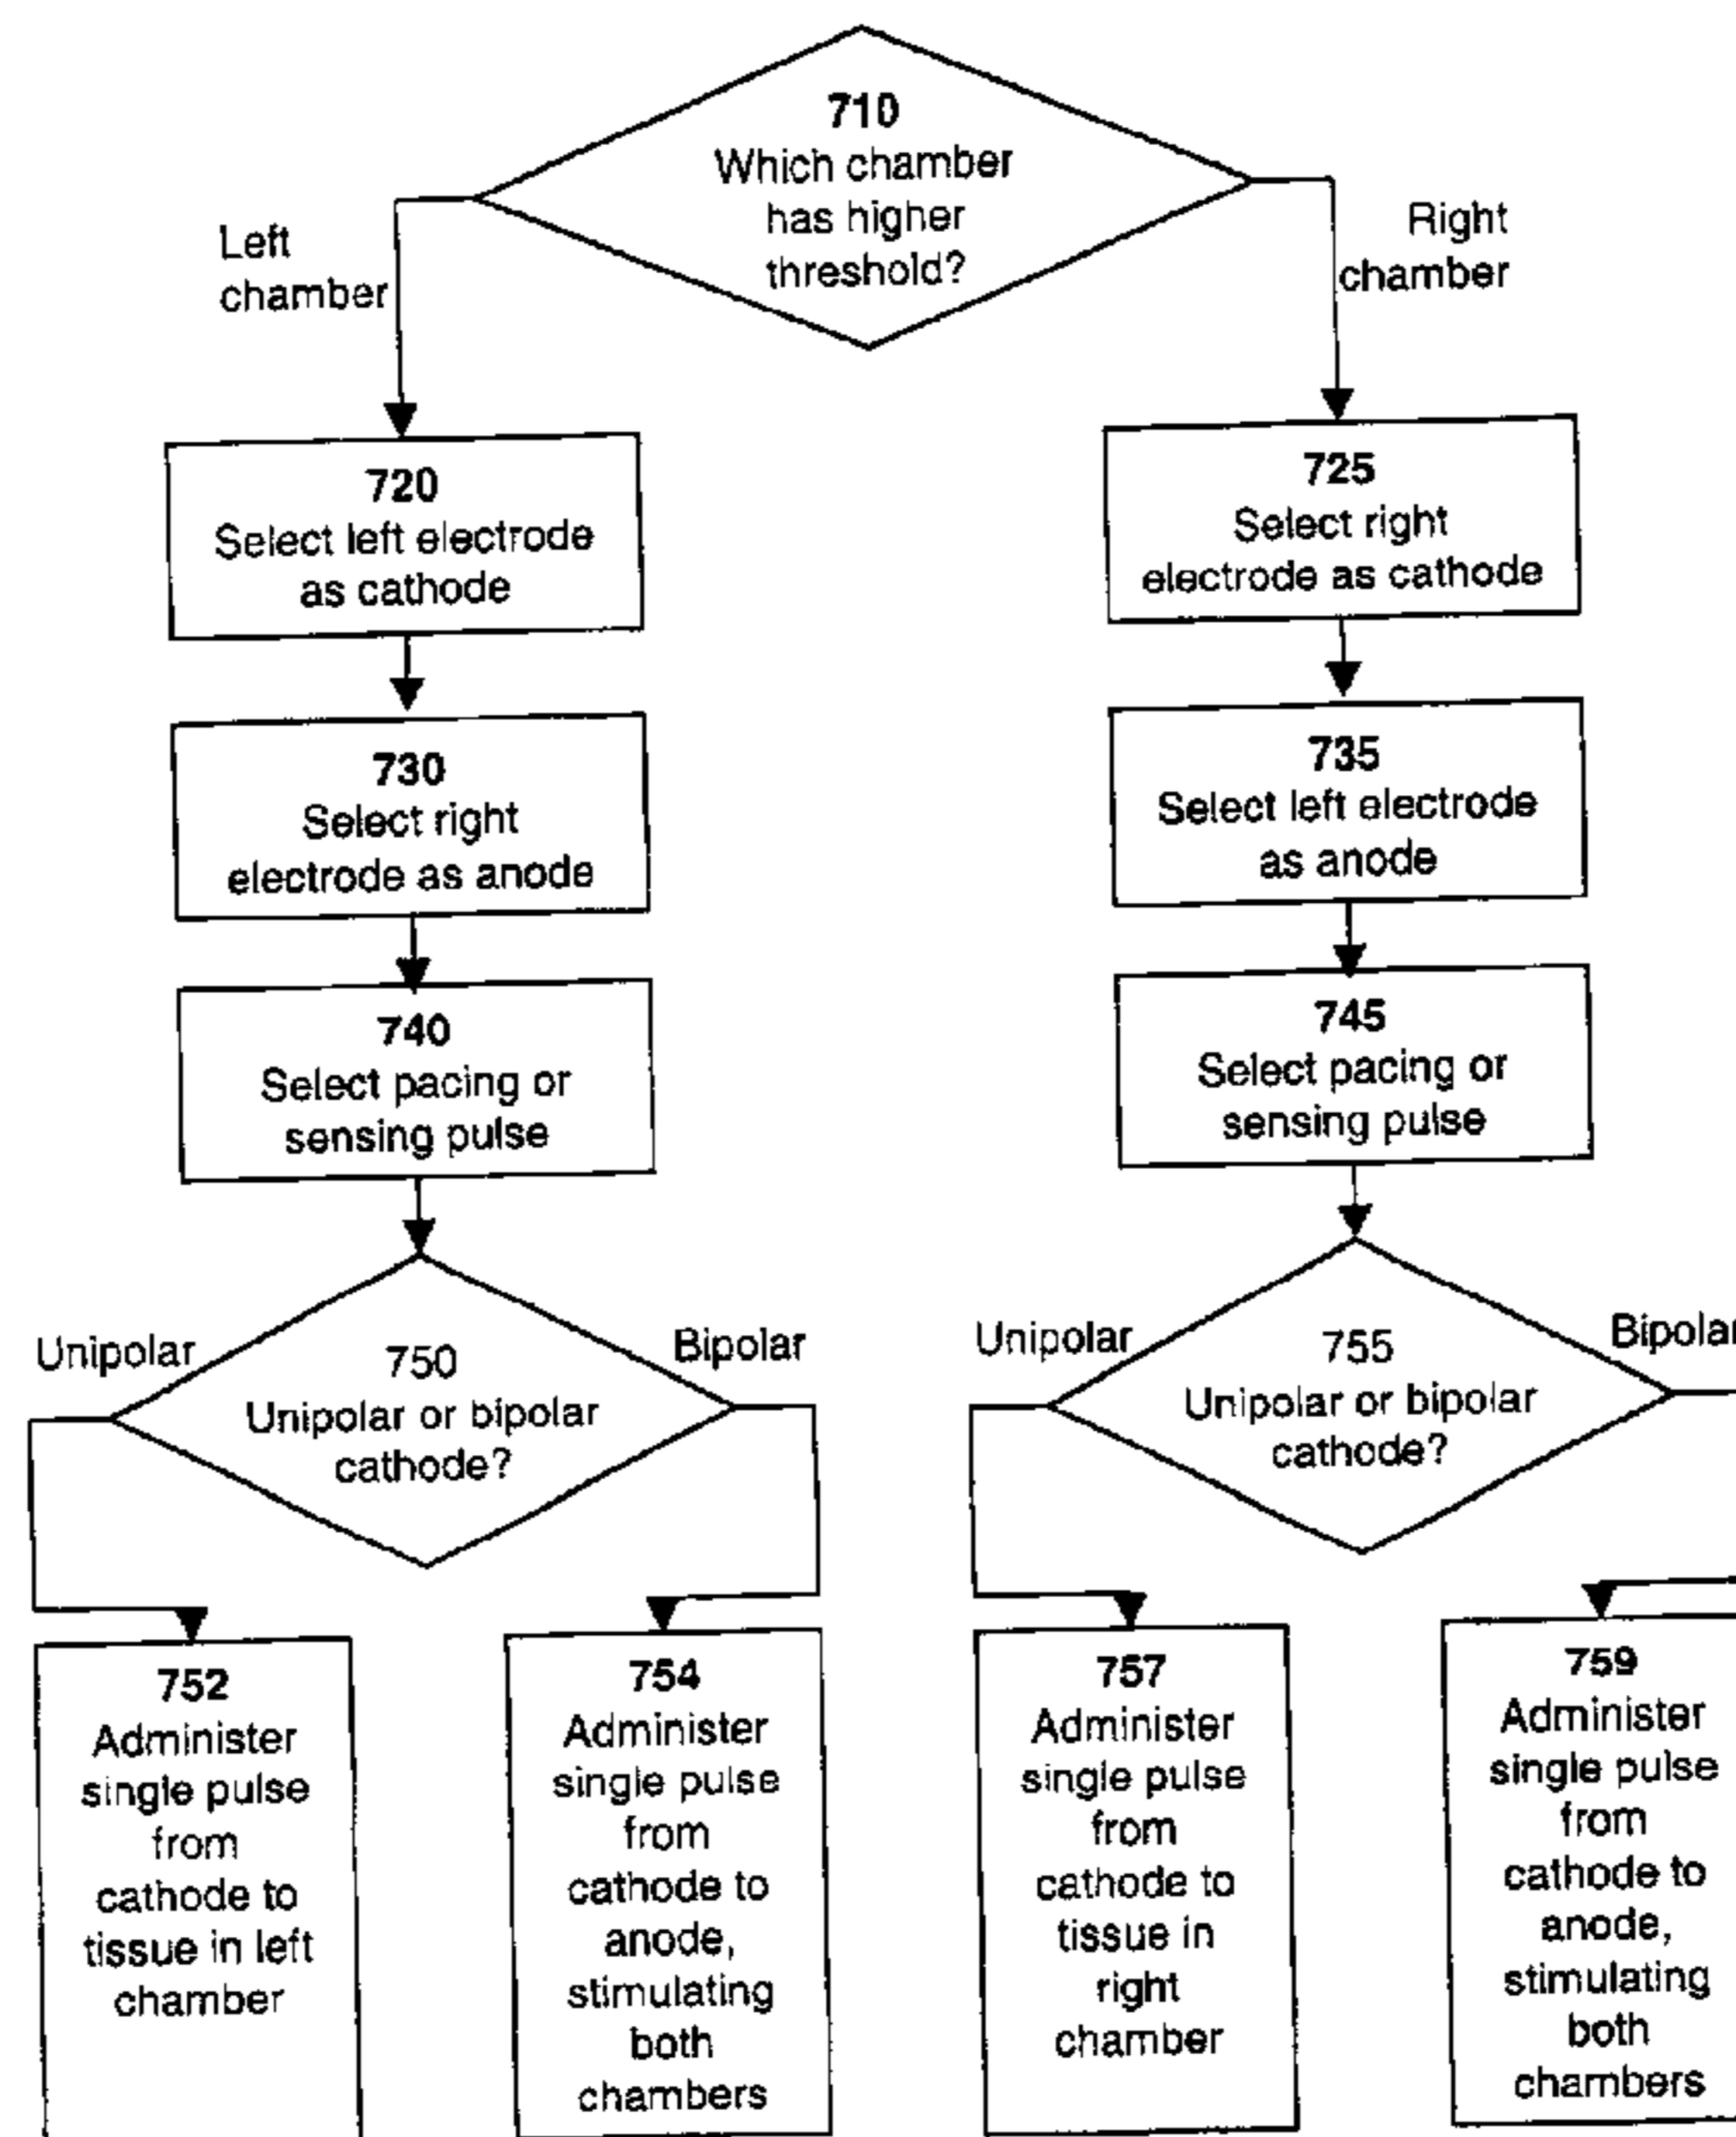 710
Which chamber
has higher
threshold?
Left
chamber
Right
chamber
720
Select left electrode
as cathode
725
Select right
electrode as cathode
730
Select right
electrode as anode
735
Select left electrode
as anode
740
Select pacing or
sensing pulse
745
Select pacing or
sensing pulse
Unipolar
750
Unipolar or bipolar
cathode?
Bipolar
Unipolar
755
Unipolar or bipolar
cathode?
Bipolar
752
Administer
single pulse
from
cathode to
tissue in left
chamber
754
Administer
single pulse
from
cathode to
anode,
stimulating
both
chambers
757
Administer
single pulse
from
cathode to
tissue in
right
chamber
759
Administer
single pulse
from
cathode to
anode,
stimulating
both
chambers